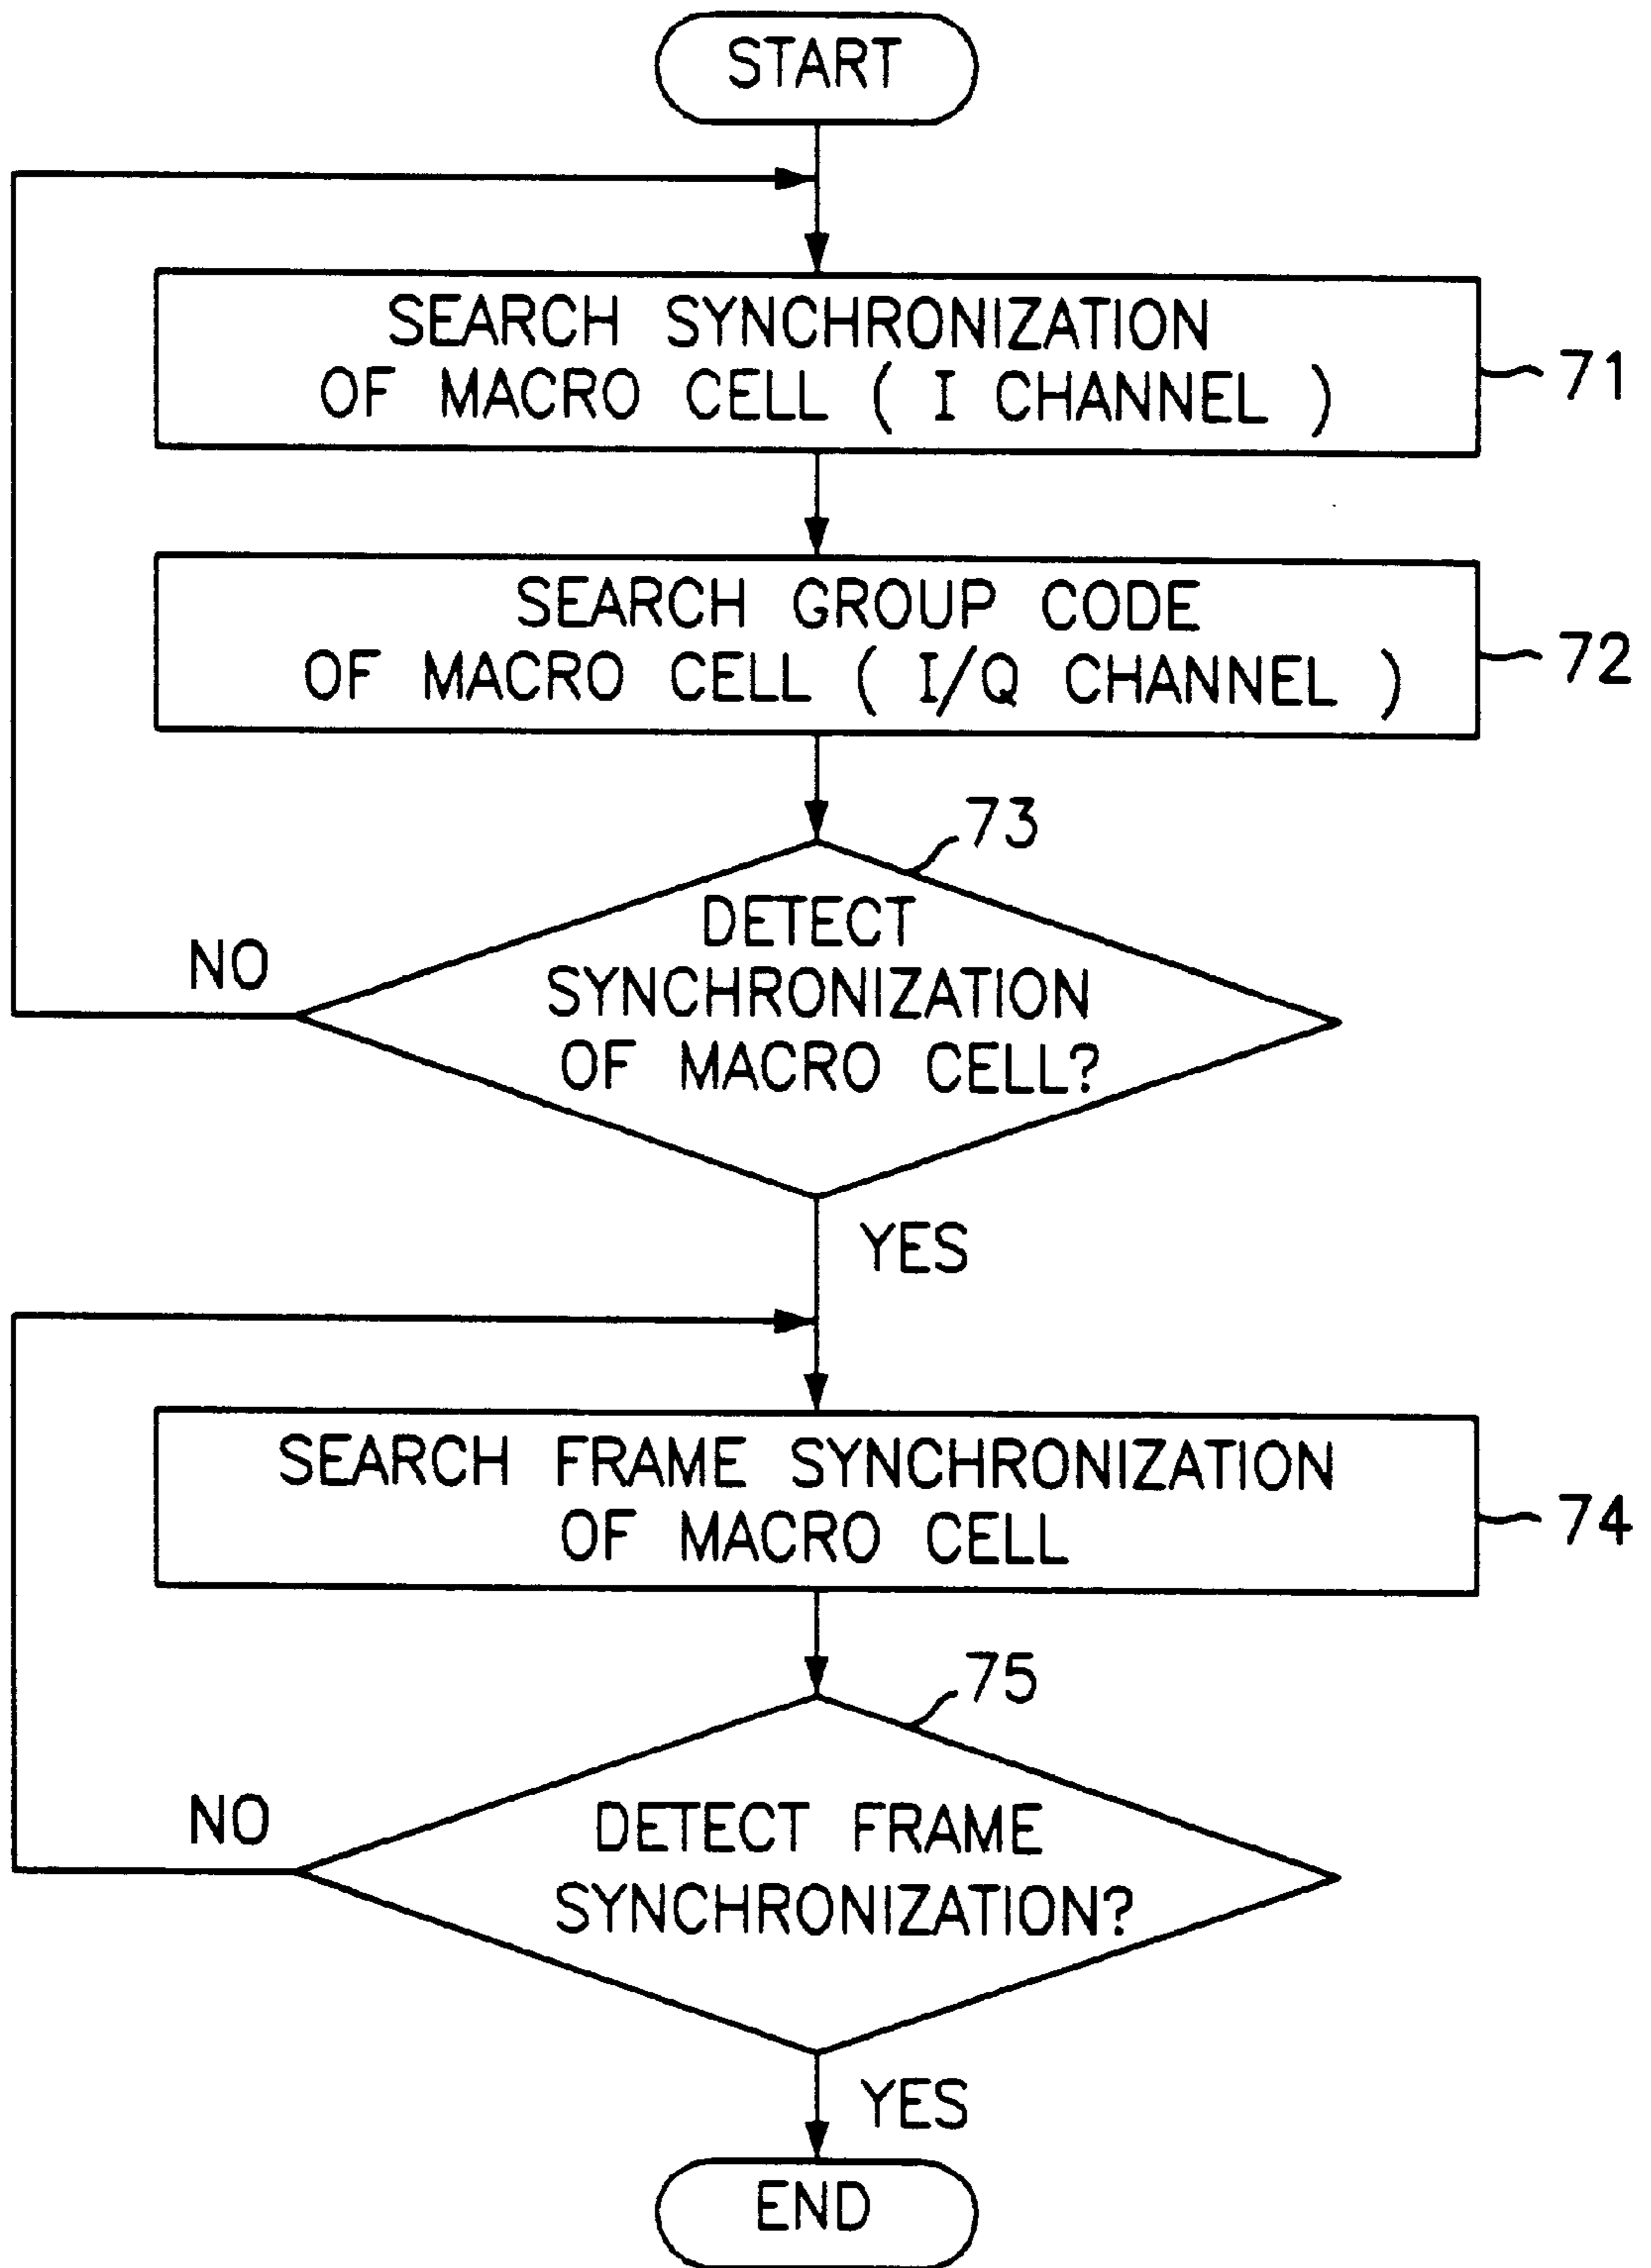 START
SEARCH SYNCHRONIZATION
OF MACRO CELL ( I CHANNEL )
71
SEARCH GROUP CODE
OF MACRO CELL ( I/Q CHANNEL )
72
73
DETECT
SYNCHRONIZATION
OF MACRO CELL?
NO
YES
SEARCH FRAME SYNCHRONIZATION
OF MACRO CELL
74
75
DETECT FRAME
SYNCHRONIZATION?
NO
YES
END